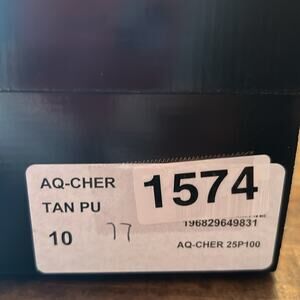 AQ-CHER
1574
TAN PU
196829649831
10
77
AQ-CHER 25P100